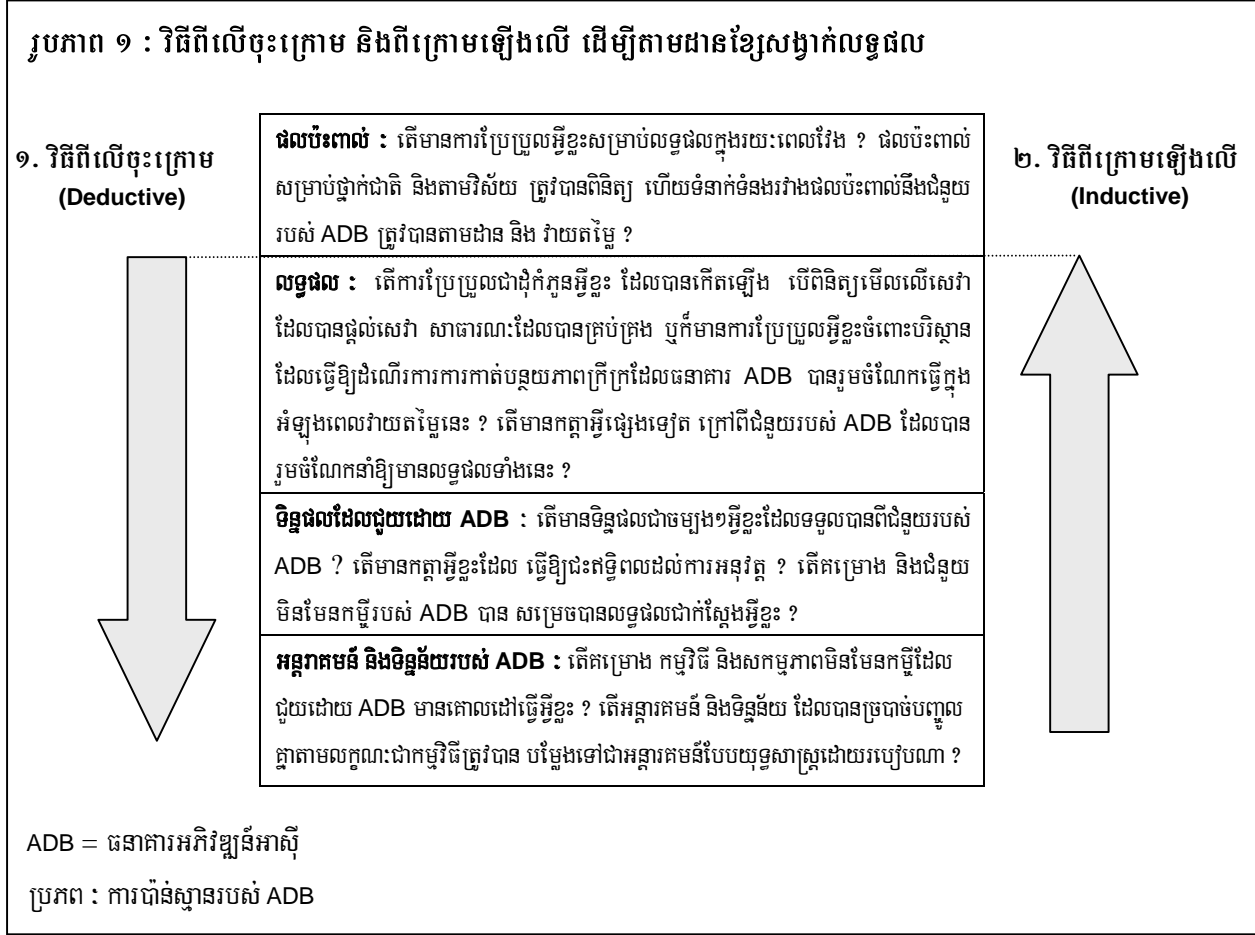 រូបភាព ១ : វិធីពីលើចុះក្រោម និងពីក្រោមឡើងលើ ដើម្បីតាមដានខ្សែសង្វាក់លទ្ធផល
១. វិធីពីលើចុះក្រោម
(Deductive)
ផលប៉ះពាល់ : តើមានការប្រែប្រួលអ្វីខ្លះសម្រាប់លទ្ធផលក្នុងរយៈពេលវែង ? ផលប៉ះពាល់
សម្រាប់ថ្នាក់ជាតិ និងតាមវិស័យ ត្រូវបានពិនិត្យ ហើយទំនាក់ទំនងរវាងផលប៉ះពាល់នឹងជំនួយ
របស់ ADB ត្រូវបានតាមដាន និង វាយតម្លៃ ?
លទ្ធផល : តើការប្រែប្រួលជាដុំកំភួនអ្វីខ្លះ ដែលបានកើតឡើង បើពិនិត្យមើលលើសេវា
ដែលបានផ្តល់សេវា សាធារណៈដែលបានគ្រប់គ្រង ឬក៏មានការប្រែប្រួលអ្វីខ្លះចំពោះបរិស្ថាន
ដែលធ្វើឱ្យដំណើរការការកាត់បន្ថយភាពក្រីក្រដែលធនាគារ ADB បានរួមចំណែកធ្វើក្នុង
អំឡុងពេលវាយតម្លៃនេះ ? តើមានកត្តាអ្វីផ្សេងទៀត ក្រៅពីជំនួយរបស់ ADB ដែលបាន
រួមចំណែកនាំឱ្យមានលទ្ធផលទាំងនេះ ?
ទិន្នផលដែលជួយដោយ ADB : តើមានទិន្នផលជាចម្បងៗអ្វីខ្លះដែលទទួលបានពីជំនួយរបស់
ADB ? តើមានកត្តាអ្វីខ្លះដែល ធ្វើឱ្យជះឥទ្ធិពលដល់ការអនុវត្ត ? តើគម្រោង និងជំនួយ
មិនមែនកម្ចីរបស់ ADB បាន សម្រេចបានលទ្ធផលជាក់ស្តែងអ្វីខ្លះ ?
អន្តរាគមន៍ និងទិន្នន័យរបស់ ADB : តើគម្រោង កម្មវិធី និងសកម្មភាពមិនមែនកម្ចីដែល
ជួយដោយ ADB មានគោលដៅធ្វើអ្វីខ្លះ ? តើអន្តារគមន៍ និងទិន្នន័យ ដែលបានច្របាច់បញ្ចូល
គ្នាតាមលក្ខណៈជាកម្មវិធីត្រូវបាន បម្លែងទៅជាអន្តារគមន៍បែបយុទ្ធសាស្ត្រដោយរបៀបណា ?
២. វិធីពីក្រោមឡើងលើ
(Inductive)
ADB = ធនាគារអភិវឌ្ឍន៍អាស៊ី
ប្រភព : ការប៉ាន់ស្មានរបស់ ADB